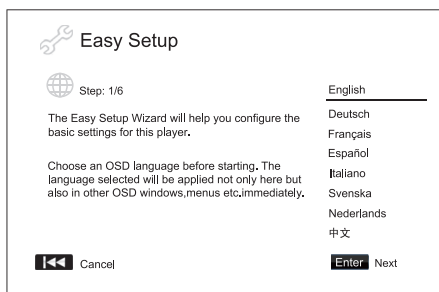 Easy Setup
Step: 1/6
The Easy Setup Wizard will help you configure the
basic settings for this player.
Choose an OSD language before starting. The
language selected will be applied not only here but
also in other OSD windows,menus etc.immediately.
English
Deutsch
Français
Español
Italiano
Svenska
Nederlands
中文
Cancel
Enter Next